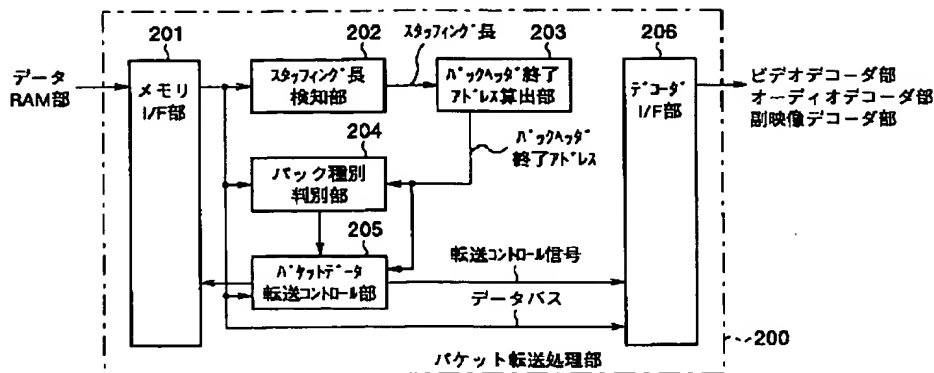 201
202
スタッフィング長
203
206
データ
RAM部
メモリ
I/F部
スタッフィング長
検知部
パックヘッダ終了
アドレス算出部
デコーダ
I/F部
ビデオデコーダ部
オーディオデコーダ部
副映像デコーダ部
204
パックヘッダ
終了アドレス
パック種別
判別部
205
パケットデータ
転送コントロール部
転送コントロール信号
データバス
200
パケット転送処理部